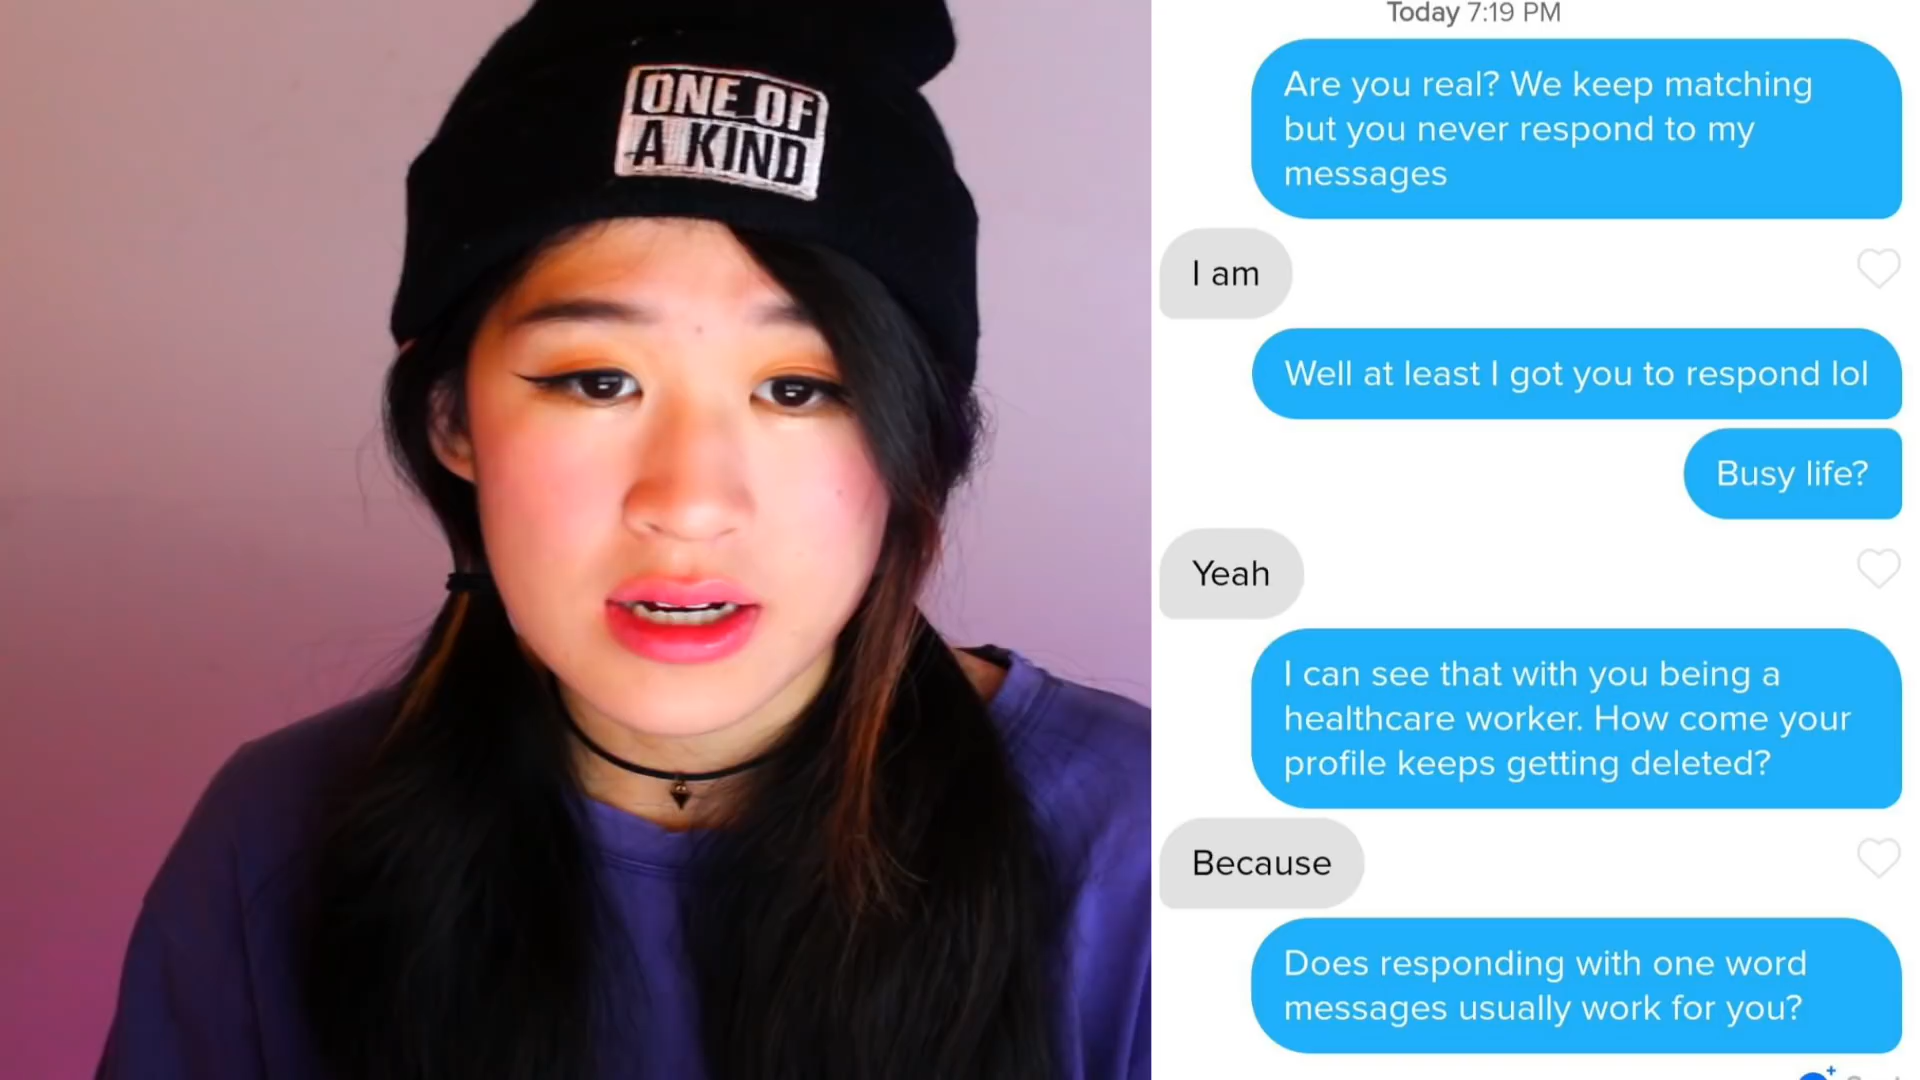 ONE OF
A KIND
Today 7:19 PM
Are you real? We keep matching
but you never respond to my
messages
I am
Well at least I got you to respond lol
Busy life?
Yeah
I can see that with you being a
healthcare worker. How come your
profile keeps getting deleted?
Because
Does responding with one word
messages usually work for you?